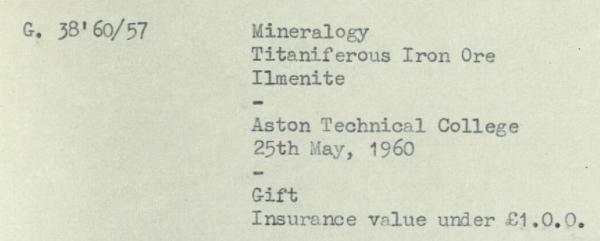 G. 38'60/57 Mineralogy
Titaniferous Iron Ore
Ilmenite
-
Aston Technical College
25th May, 1960
-
Gift
Insurance value under £1.0.0.